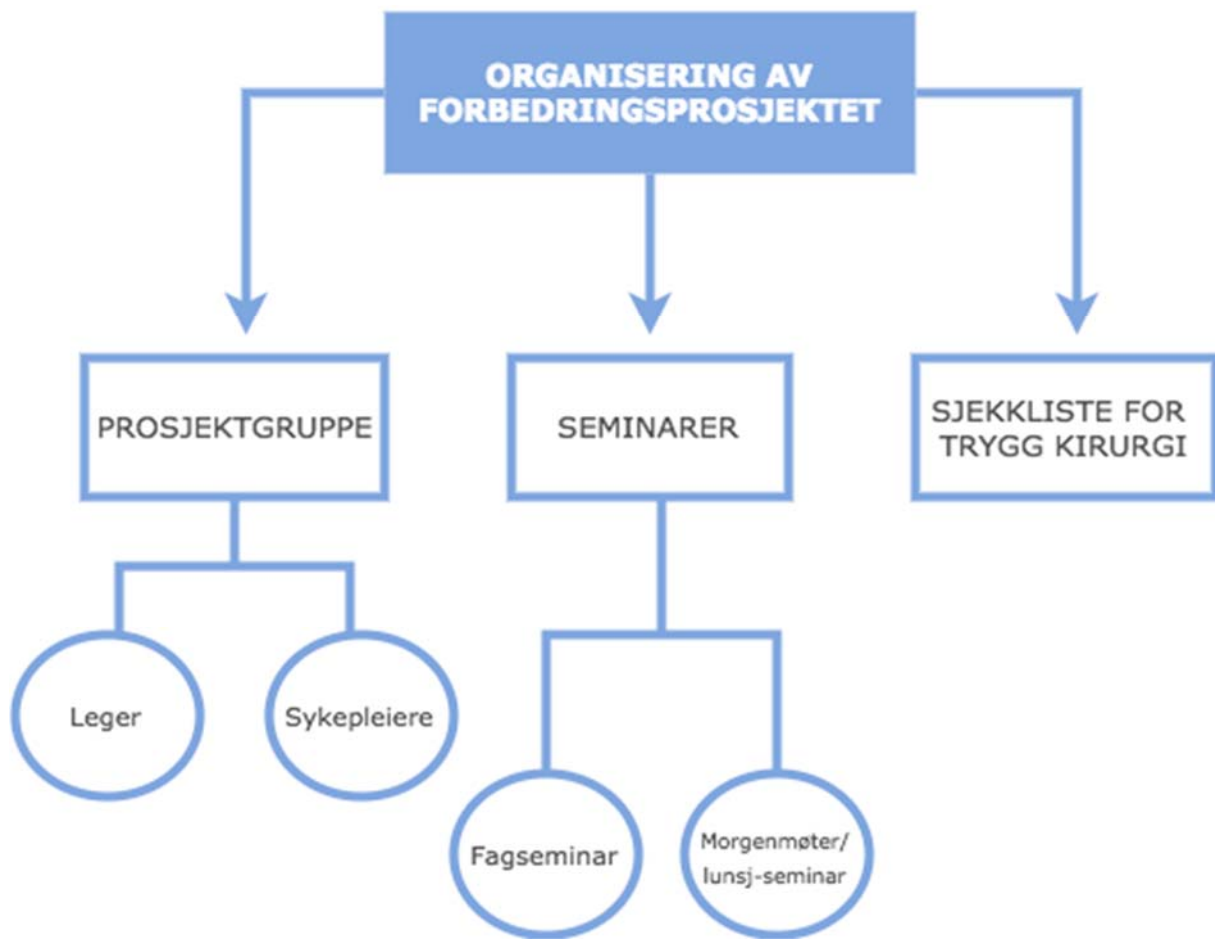 ORGANISERING AV
FORBEDRINGSPROSJEKTET
PROSJEKTGRUPPE
SEMINARER
SJEKKLISTE FOR
TRYGG KIRURGI
Leger
Sykepleiere
Fagseminar
Morgenmøter/
lunsj-seminar